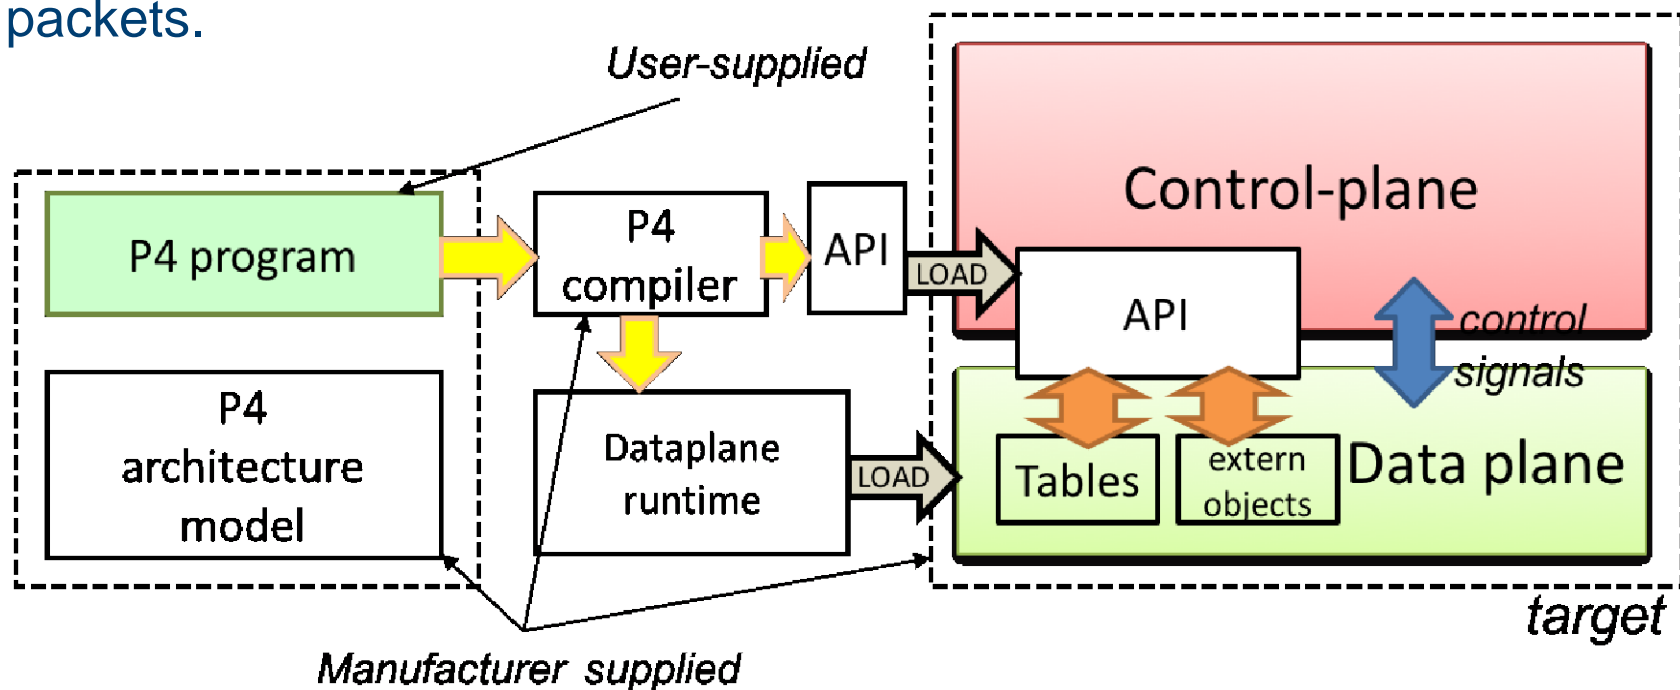 packets.
User-supplied
P4 program
P4
compiler
API
LOAD
Control-plane
API
control
signals
P4
architecture
model
Dataplane
runtime
LOAD
Tables
extern
objects
Data plane
target
Manufacturer supplied